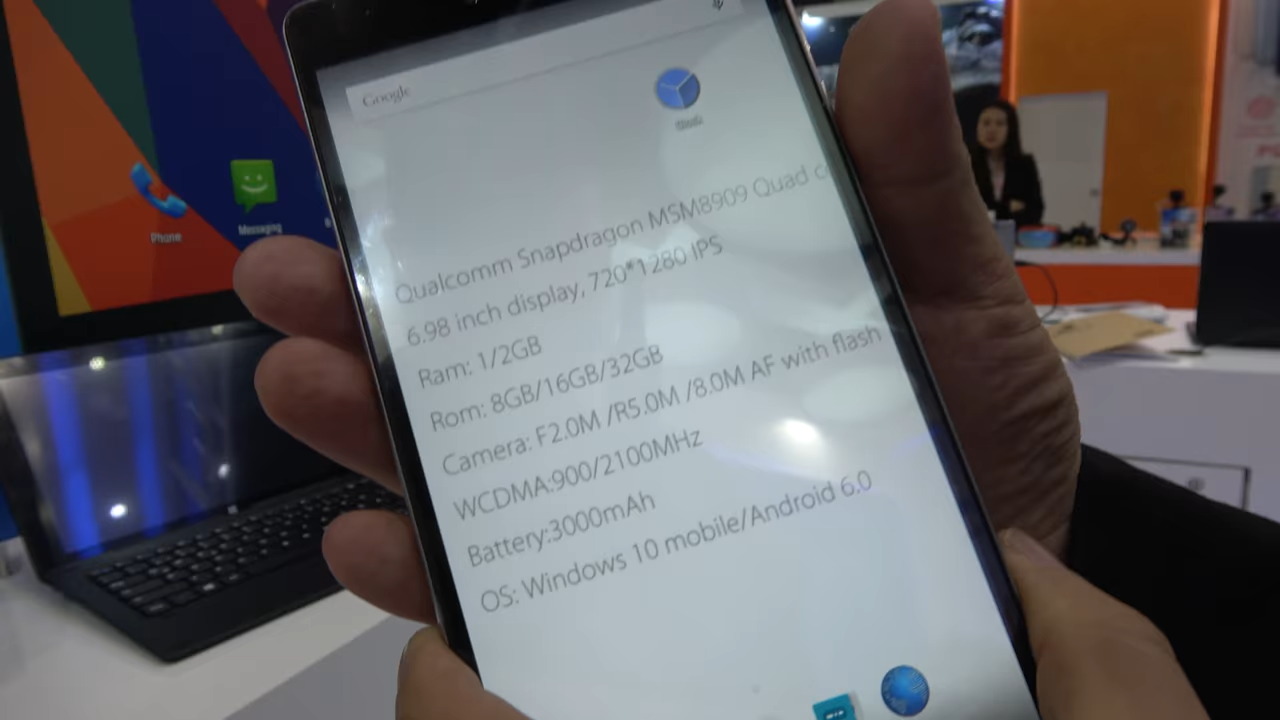 Google
Qualcomm Snapdragon MSM8909 Quad
6.98 inch display, 720*1280 IPS
Ram: 1/2GB
Rom: 8GB/16GB/32GB
Camera: F2.0M /R5.0M /8.0M AF with flash
WCDMA:900/2100MHz
Battery:3000mAh
OS: Windows 10 mobile/Android 6.0
Phone
Messaging